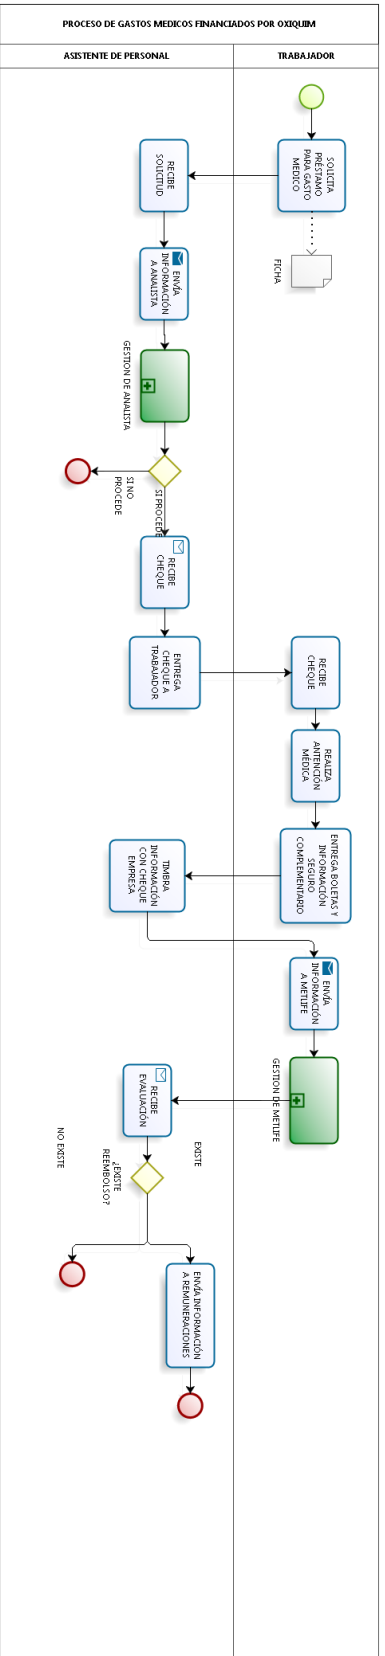 PROCESO DE GASTOS MEDICOS FINANCIADOS POR OXIQUIM
ASISTENTE DE PERSONAL
TRABAJADOR
SOLICITA
PRÉSTAMO
PARA GASTO
MEDICO
FICHA
RECIBE
SOLICITUD
ENVÍA
INFORMACIÓN
A ANALISTA
GESTION DE ANALISTA
SI NO
PROCEDE
SI PROCEDE
RECIBE
CHEQUE
ENTREGA
CHEQUE A
TRABAJADOR
RECIBE
CHEQUE
REALIZA
ANTENCIÓN
MÉDICA
ENTREGA BOLETAS Y
INFORMACIÓN
SEGURO
COMPLEMENTARIO
TIMBRA
INFORMACIÓN
CON CHEQUE
EMPRESA
ENVÍA
INFORMACIÓN
A METLIFE
GESTION DE METLIFE
RECIBE
EVALUACIÓN
¿EXISTE
REEMBOLSO?
EXISTE
NO EXISTE
ENVÍA INFORMACIÓN
A REMUNERACIONES